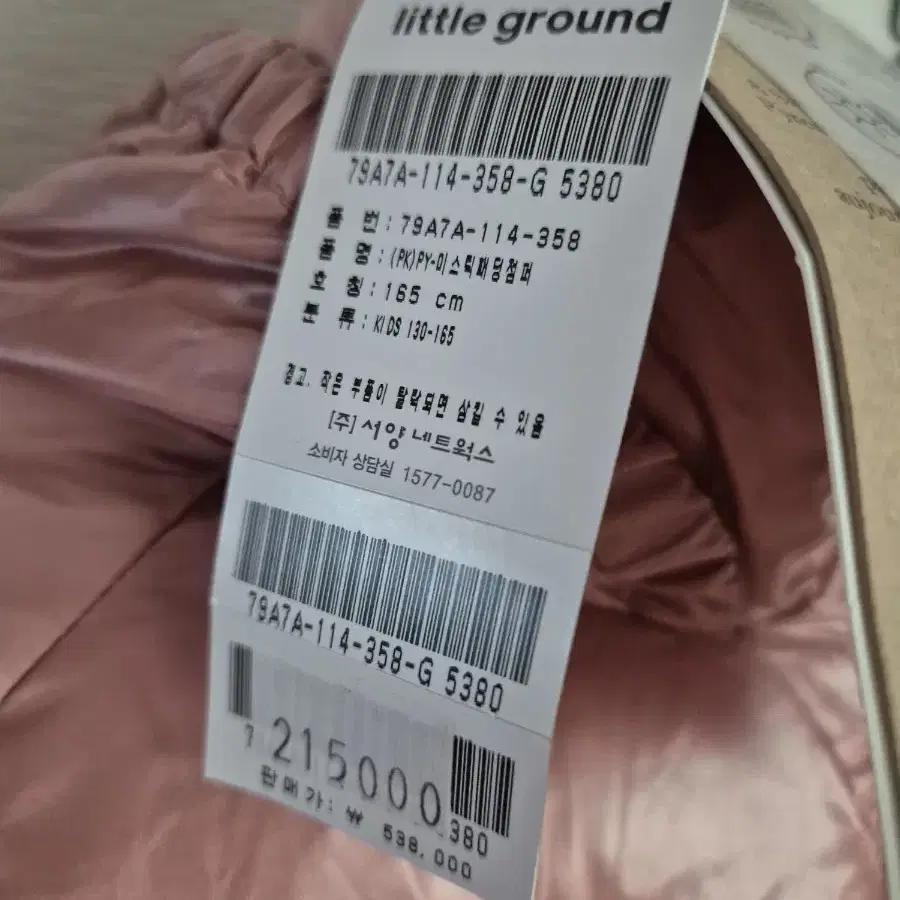 little ground
79A7A-114-358-G 5380
품 번 : 79A7A-114-358
품 명 : (PK)PY-미스틱패딩점퍼
호 칭 : 165 cm
분 류 : KIDS 130-165
경고. 작은 부품이 탈락되면 삼킬 수 있음
[주] 서양네트웍스
소비자 상담실 1577-0087
79A7A-114-358-G 5380
7
215000
380
판매가: ₩ 538,000